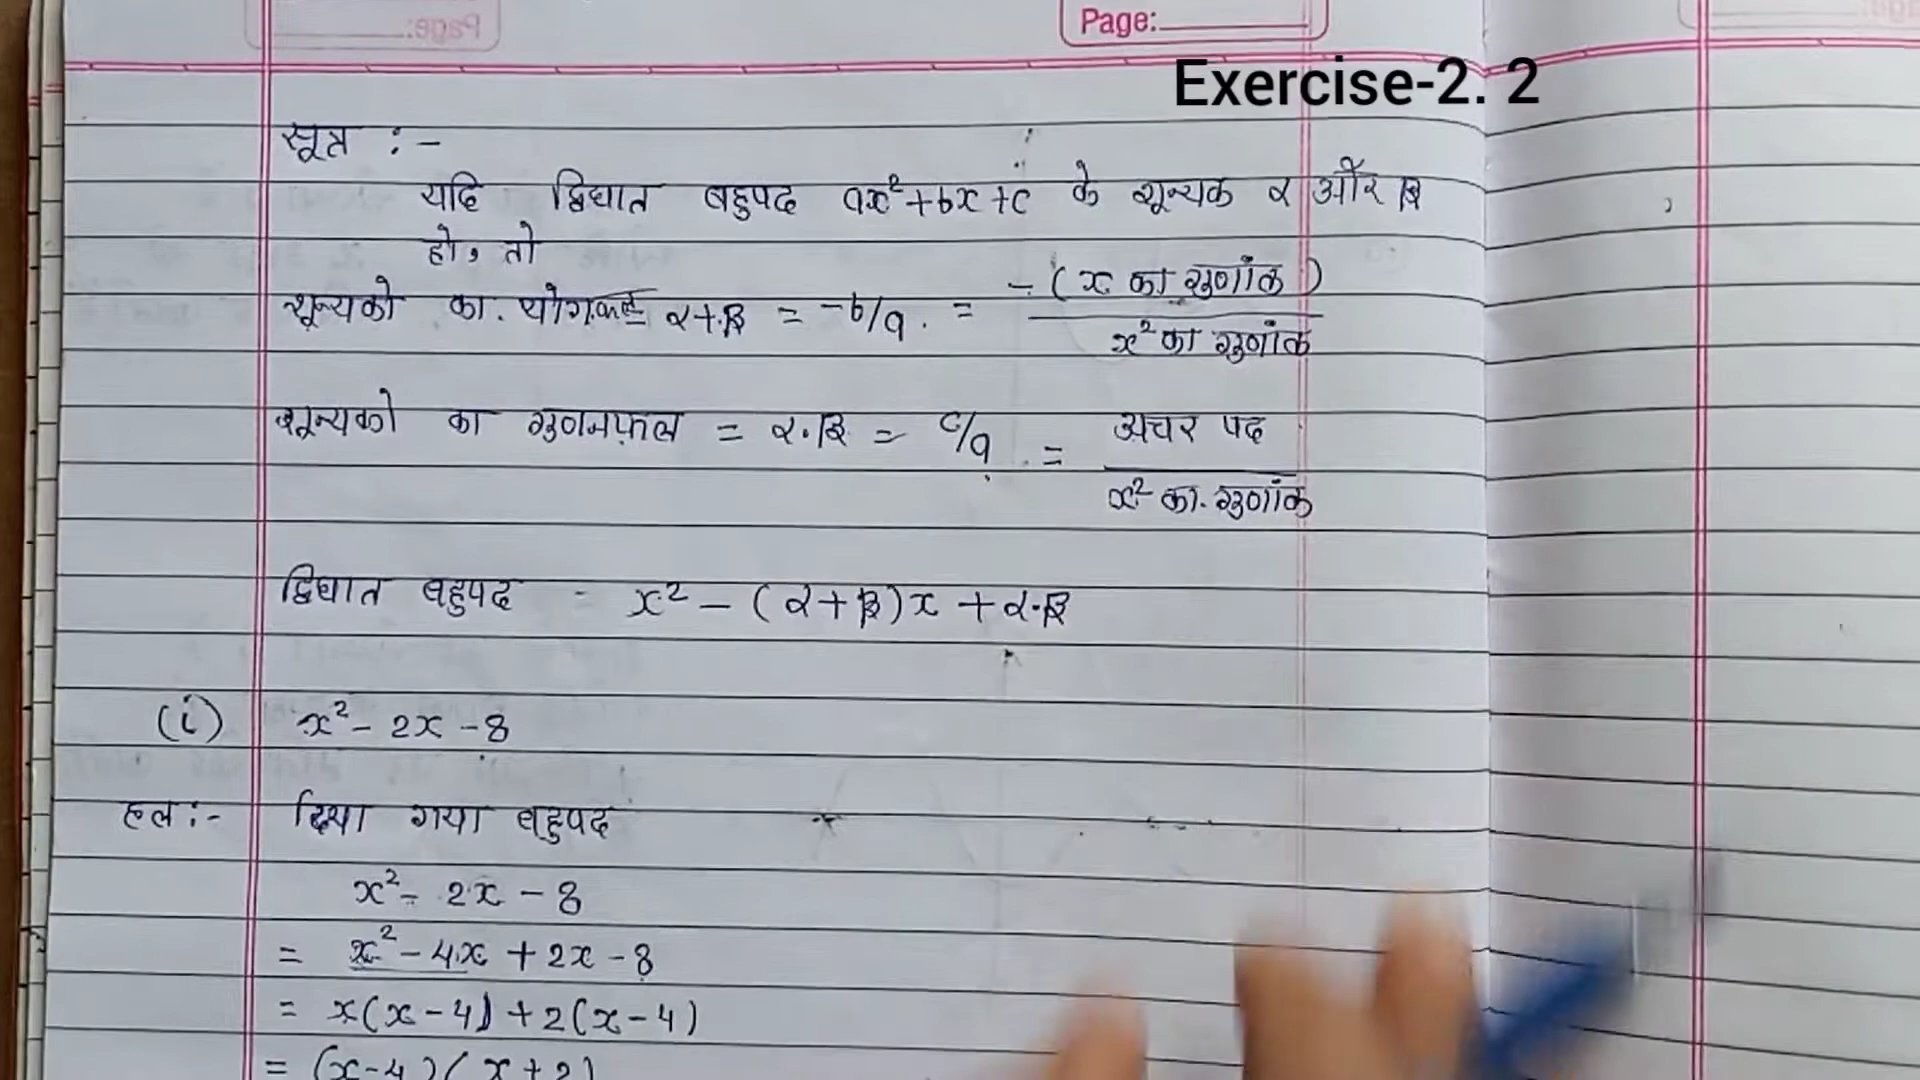 Page:
Exercise-2. 2
सूत्र :-
यदि द्विघात बहुपद ax²+bx+c के शून्यक α और β
हो, तो
शून्यको का योगफल α+β = -b/a = -(x का गुणांक)/x² का गुणांक
शून्यको का गुणनफल = α.β = c/a = अचर पद/x² का गुणांक
द्विघात बहुपद = x² - (α+β)x + α.β
(i) x² - 2x - 8
हल:- दिया गया बहुपद
x² - 2x - 8
= x² - 4x + 2x - 8
= x(x-4) + 2(x-4)
= (x-4)(x+2)